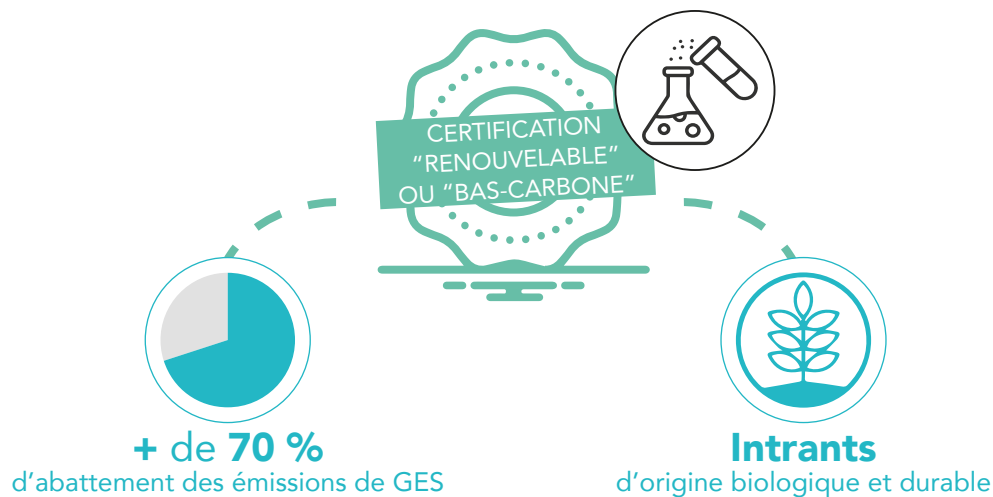 CERTIFICATION
“RENOUVELABLE”
OU “BAS-CARBONE”
+ de 70 %
d’abattement des émissions de GES
Intrants
d’origine biologique et durable